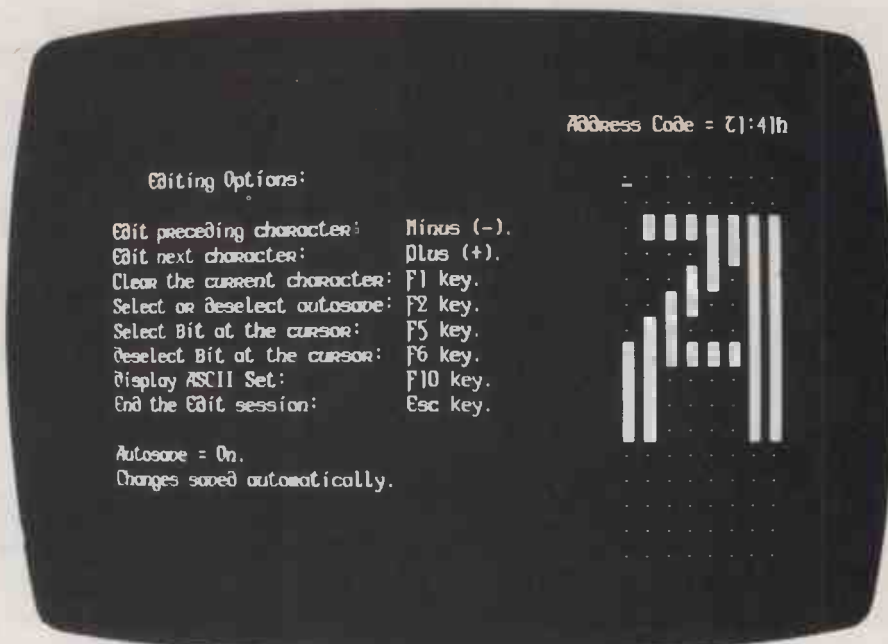 Address Code = 21:41h
Editing Options:
Edit preceding character: Minus (-).
Edit next character: Plus (+).
Clear the current character: F1 key.
Select or deselect autosave: F2 key.
Select Bit at the cursor: F5 key.
Deselect Bit at the cursor: F6 key.
Display ASCII Set: F10 key.
End the Edit session: Esc key.
Autosave = On.
Changes saved automatically.